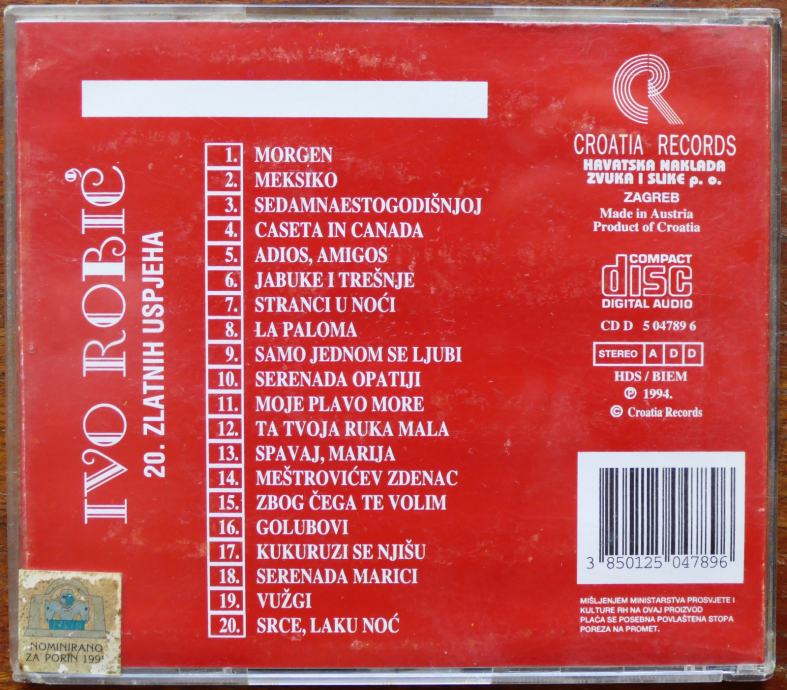 IVO ROBIĆ
20. ZLATNIH USPJEHA
1. MORGEN
2. MEKSIKO
3. SEDAMNAESTOGODIŠNJOJ
4. CASETA IN CANADA
5. ADIOS, AMIGOS
6. JABUKE I TREŠNJE
7. STRANCI U NOĆI
8. LA PALOMA
9. SAMO JEDNOM SE LJUBI
10. SERENADA OPATIJI
11. MOJE PLAVO MORE
12. TA TVOJA RUKA MALA
13. SPAVAJ, MARIJA
14. MEŠTROVIĆEV ZDENAC
15. ZBOG ČEGA TE VOLIM
16. GOLUBOVI
17. KUKURUZI SE NJIŠU
18. SERENADA MARICI
19. VUŽGI
20. SRCE, LAKU NOĆ
CROATIA RECORDS
HRVATSKA NAKLADA
ZVUKA I SLIKE p. o.
ZAGREB
Made in Austria
Product of Croatia
COMPACT
disc
DIGITAL AUDIO
CD D 5 04789 6
STEREO A D D
HDS / BIEM
℗ 1994.
© Croatia Records
3 850125 047896
MIŠLJENJEM MINISTARSTVA PROSVJETE I
KULTURE RH NA OVAJ PROIZVOD
PLAĆA SE POSEBNA POVLAŠTENA STOPA
POREZA NA PROMET.
NOMINIRANO
ZA PORIN